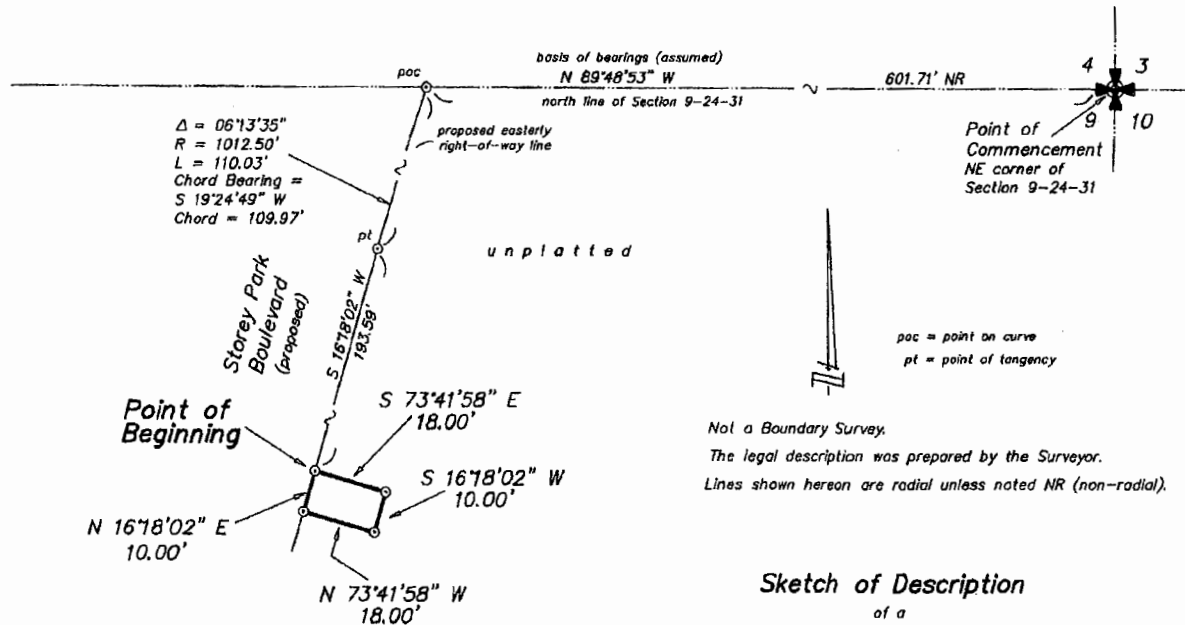 basis of bearings (assumed)
poc
N 89°48'53" W
601.71' NR
4
3
north line of Section 9-24-31
9
10
Δ = 06°13'35"
R = 1012.50'
L = 110.03'
Chord Bearing =
S 19°24'49" W
Chord = 109.97'
proposed easterly
right-of-way line
Point of
Commencement
NE corner of
Section 9-24-31
pt
unplatted
Storey Park
Boulevard
(proposed)
S 16°18'02" W
193.59'
poc = point on curve
pt = point of tangency
Point of
Beginning
S 73°41'58" E
18.00'
S 16°18'02" W
10.00'
N 16°18'02" E
10.00'
N 73°41'58" W
18.00'
Not a Boundary Survey.
The legal description was prepared by the Surveyor.
Lines shown hereon are radial unless noted NR (non-radial).
Sketch of Description
of a